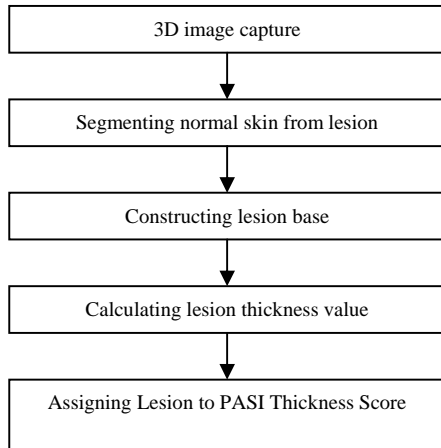 3D image capture
Segmenting normal skin from lesion
Constructing lesion base
Calculating lesion thickness value
Assigning Lesion to PASI Thickness Score